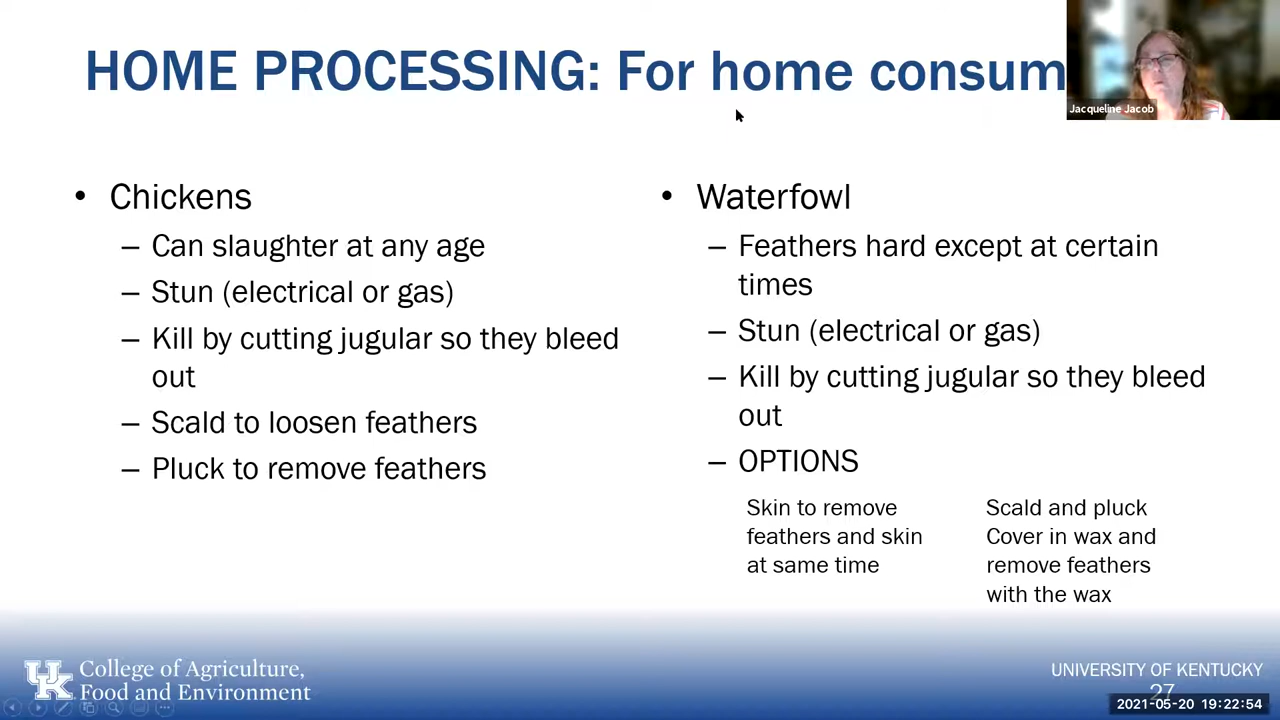 HOME PROCESSING: For home consum
Jacqueline Jacob
• Chickens
– Can slaughter at any age
– Stun (electrical or gas)
– Kill by cutting jugular so they bleed
out
– Scald to loosen feathers
– Pluck to remove feathers
• Waterfowl
– Feathers hard except at certain
times
– Stun (electrical or gas)
– Kill by cutting jugular so they bleed
out
– OPTIONS
Skin to remove
feathers and skin
at same time
Scald and pluck
Cover in wax and
remove feathers
with the wax
UK
College of Agriculture,
Food and Environment
UNIVERSITY OF KENTUCKY
27
2021-05-20 19:22:54